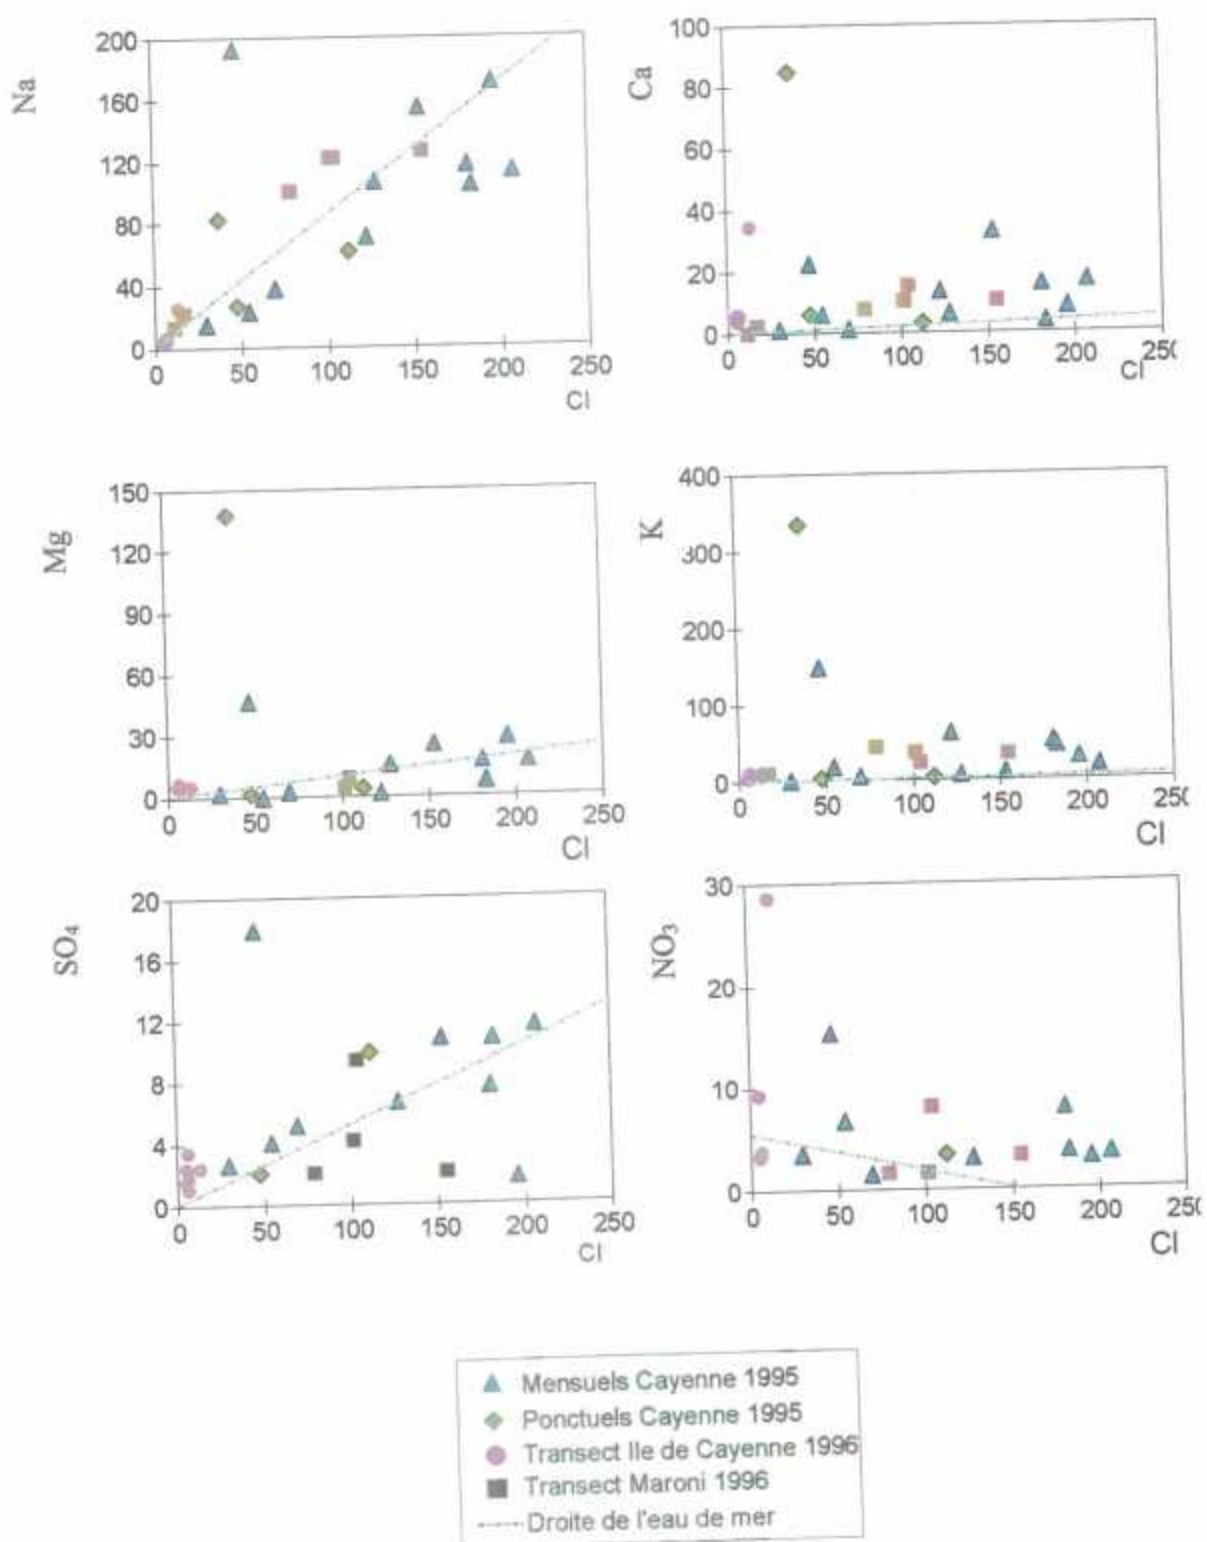 Na
200
160
120
80
40
0
0 50 100 150 200 250
Cl
Ca
100
80
60
40
20
0
0 50 100 150 200 250
Cl
Mg
150
120
90
60
30
0
0 50 100 150 200 250
Cl
K
400
300
200
100
0
0 50 100 150 200 25
Cl
SO₄
20
16
12
8
4
0
0 50 100 150 200 250
Cl
NO₃
30
20
10
0
0 50 100 150 200 25
Cl
Mensuels Cayenne 1995
Ponctuels Cayenne 1995
Transect Ile de Cayenne 1996
Transect Maroni 1996
Droite de l'eau de mer